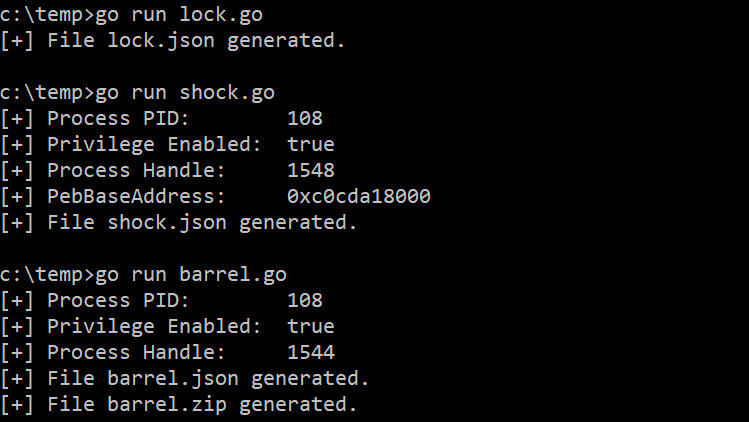 c:\temp>go run lock.go
[+] File lock.json generated.
c:\temp>go run shock.go
[+] Process PID:        108
[+] Privilege Enabled:  true
[+] Process Handle:     1548
[+] PebBaseAddress:     0xc0cda18000
[+] File shock.json generated.
c:\temp>go run barrel.go
[+] Process PID:        108
[+] Privilege Enabled:  true
[+] Process Handle:     1544
[+] File barrel.json generated.
[+] File barrel.zip generated.